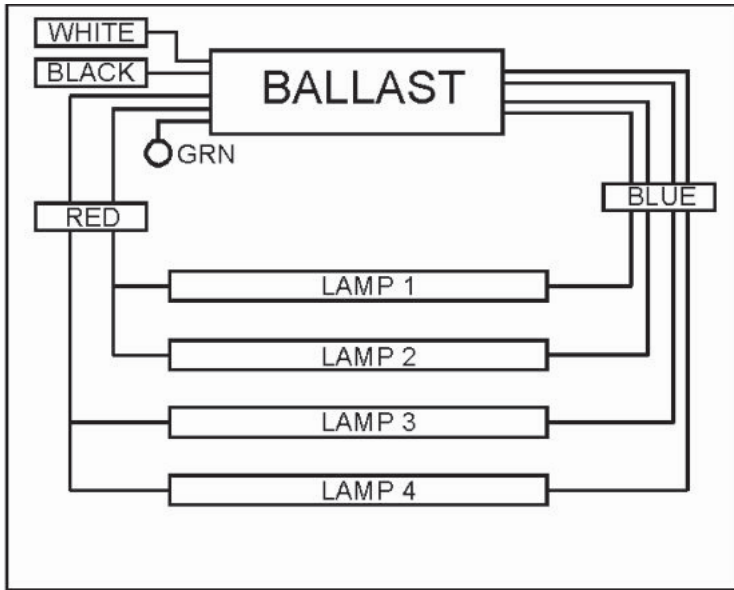 WHITE
BLACK
BALLAST
GRN
RED
BLUE
LAMP 1
LAMP 2
LAMP 3
LAMP 4